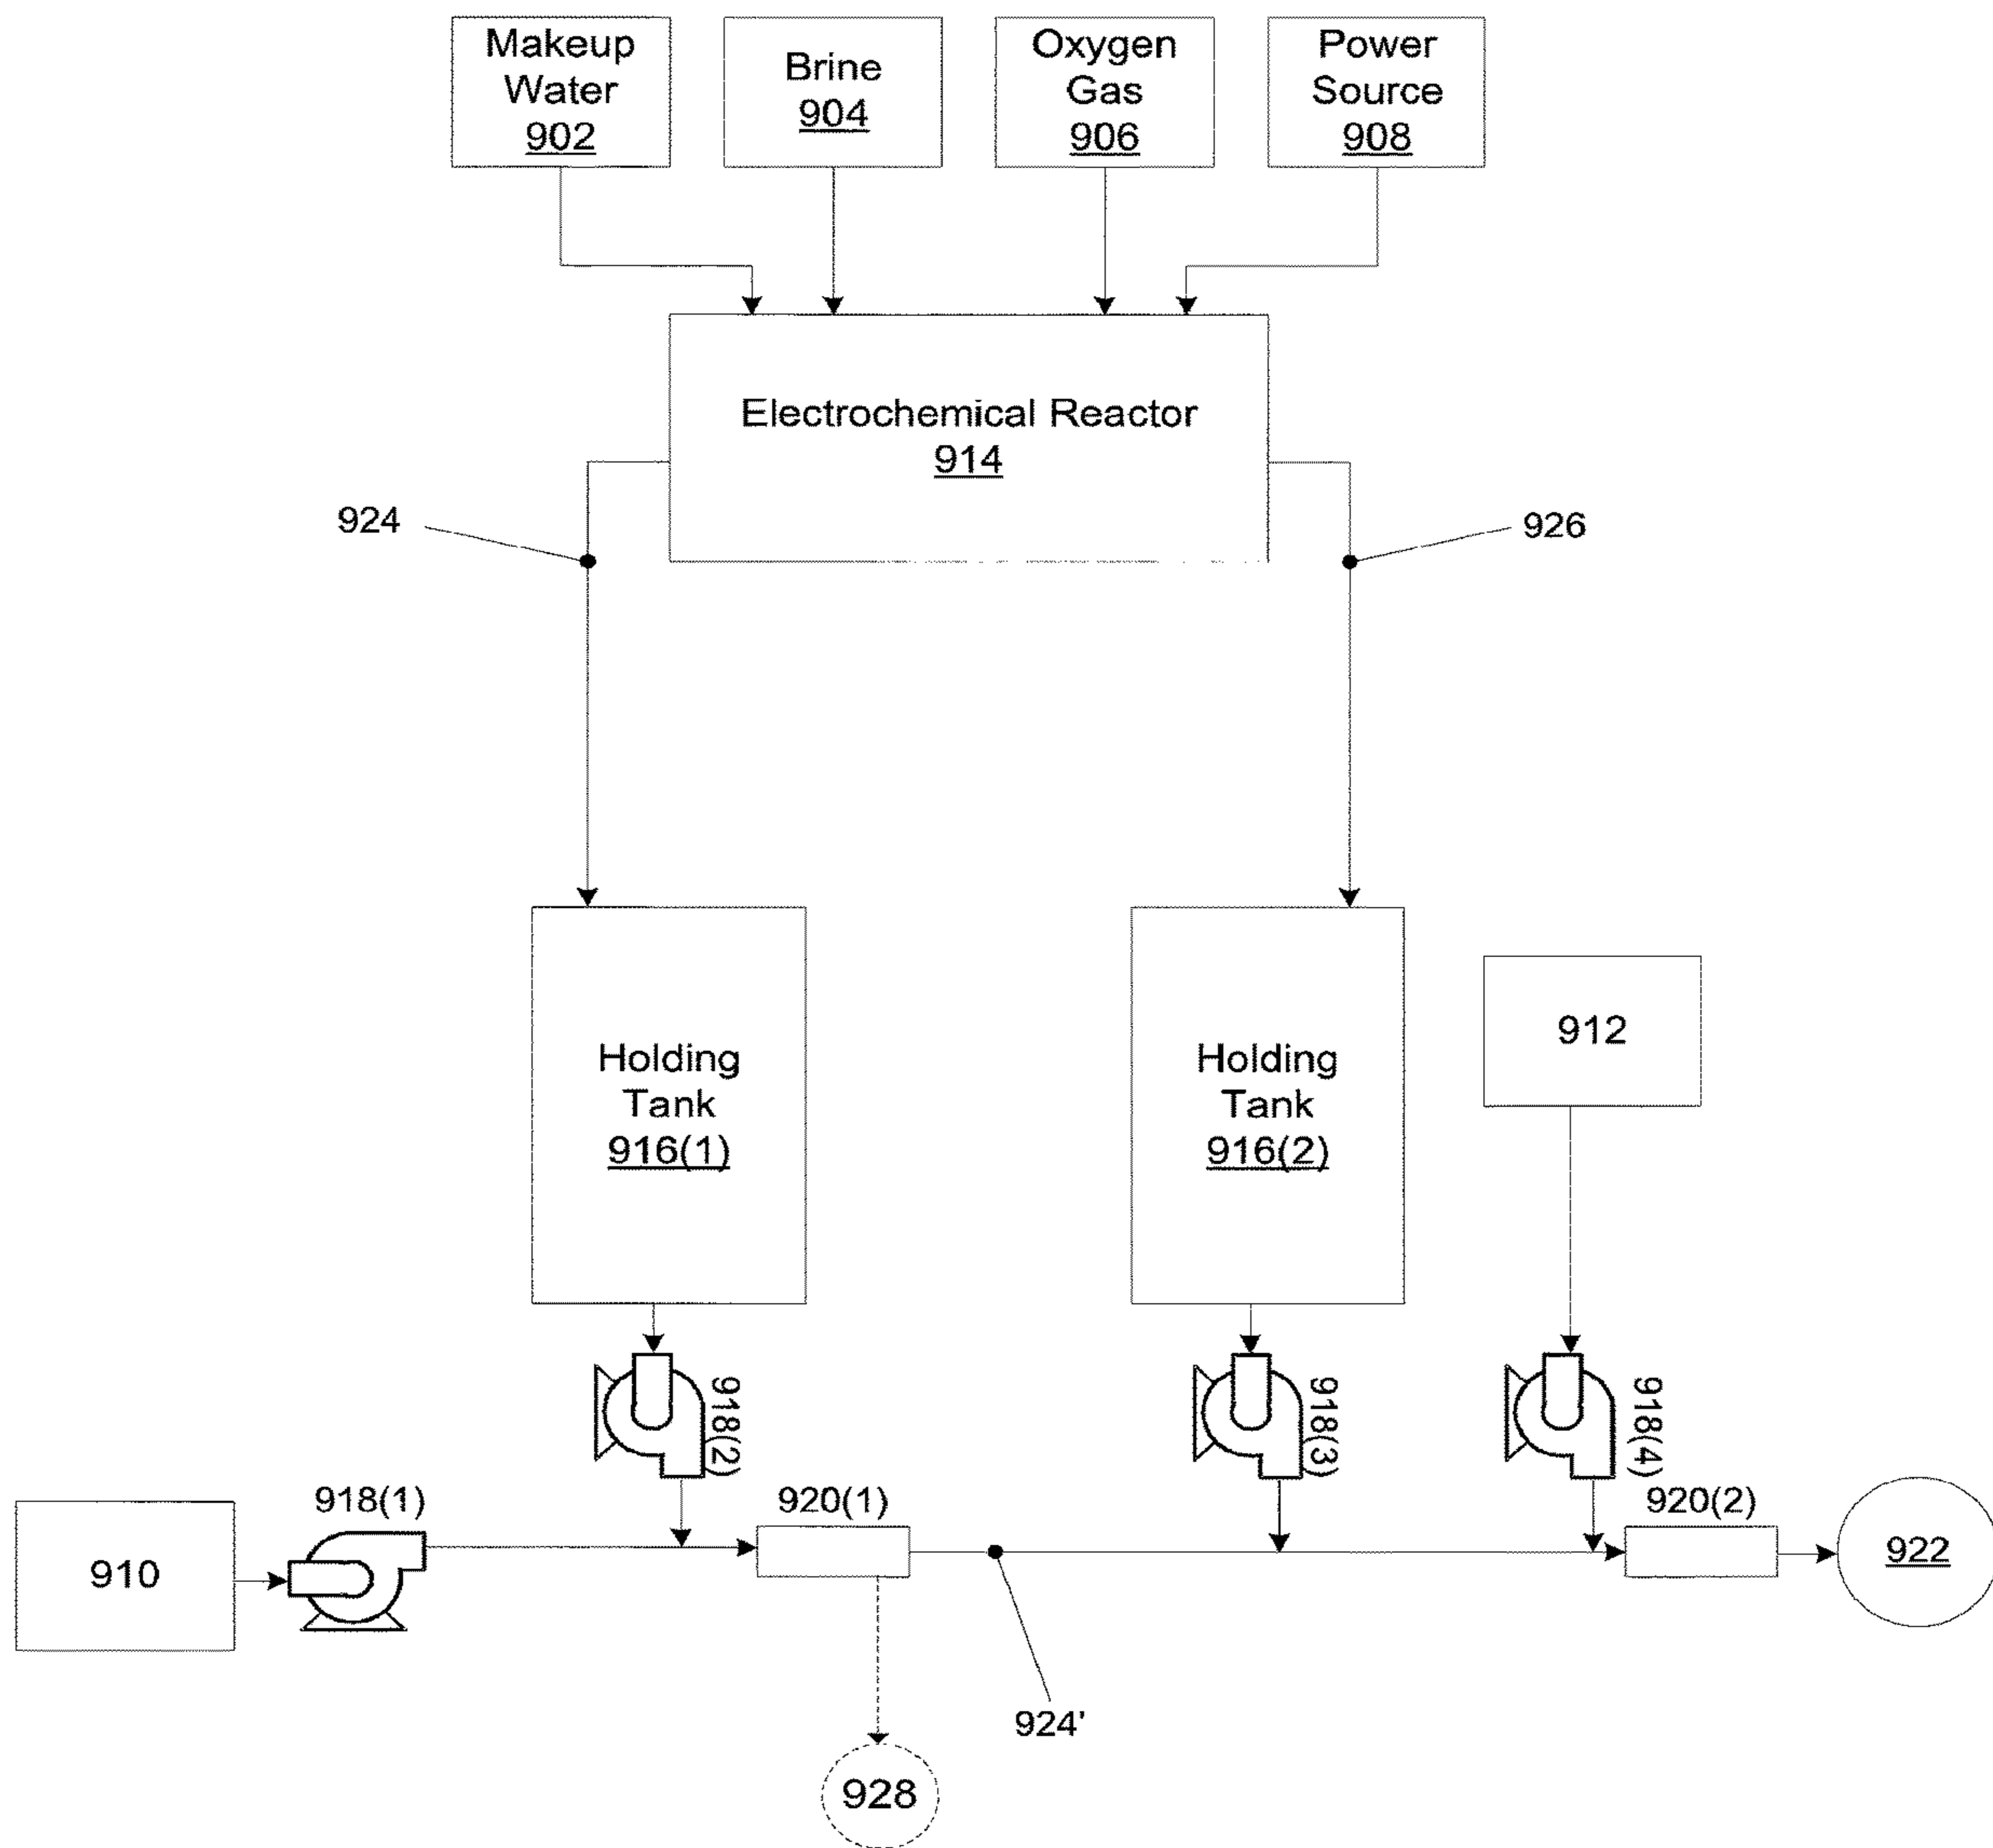 Makeup
Water
902
Brine
904
Oxygen
Gas
906
Power
Source
908
Electrochemical Reactor
914
924
926
Holding
Tank
916(1)
Holding
Tank
916(2)
912
918(2)
918(3)
918(4)
910
918(1)
920(1)
920(2)
922
924'
928